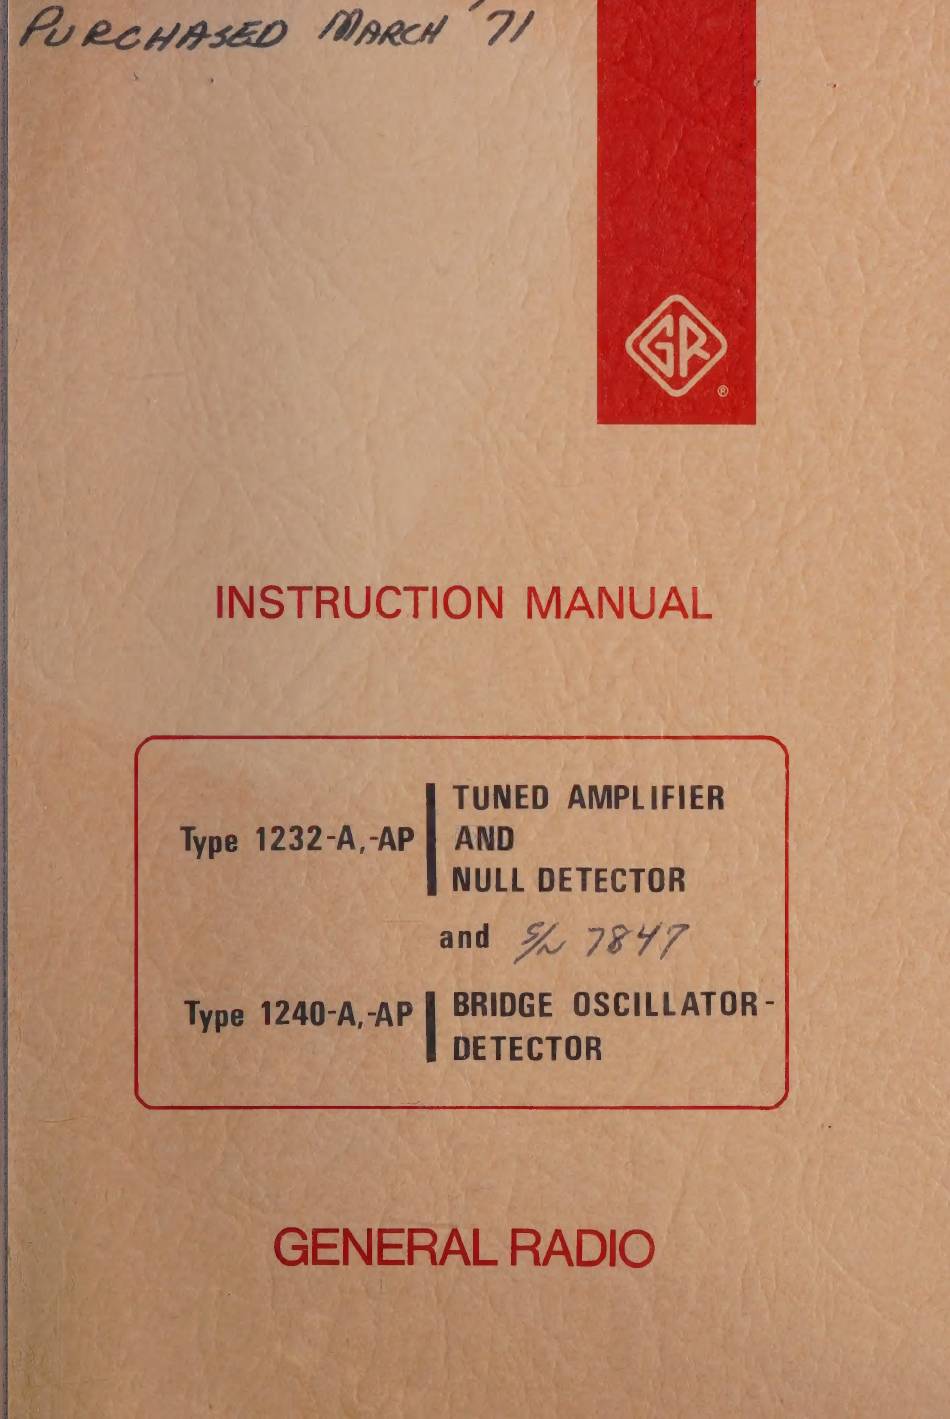 PURCHASED MARCH '71
GR
®
INSTRUCTION MANUAL
Type 1232-A,-AP
TUNED AMPLIFIER
AND
NULL DETECTOR
and S/N 7847
Type 1240-A,-AP
BRIDGE OSCILLATOR-
DETECTOR
GENERAL RADIO